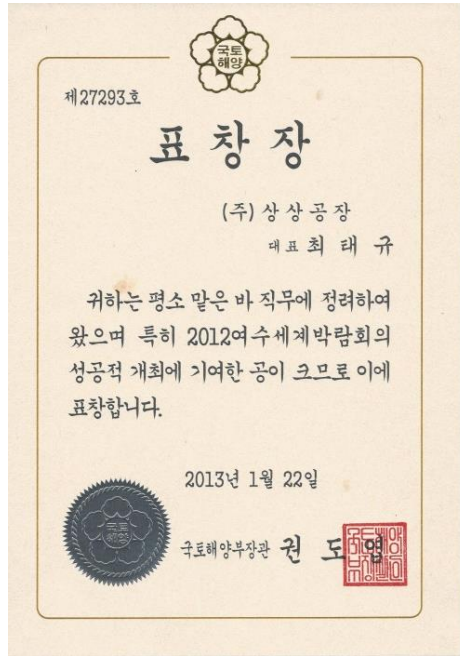 국토
해양
제27293호
표창장
(주)상상공장
대표 최태규
귀하는 평소 맡은 바 직무에 정려하여
왔으며 특히 2012여수세계박람회의
성공적 개최에 기여한 공이 크므로 이에
표창합니다.
2013년 1월 22일
국토
해양
국토해양부장관 권도엽